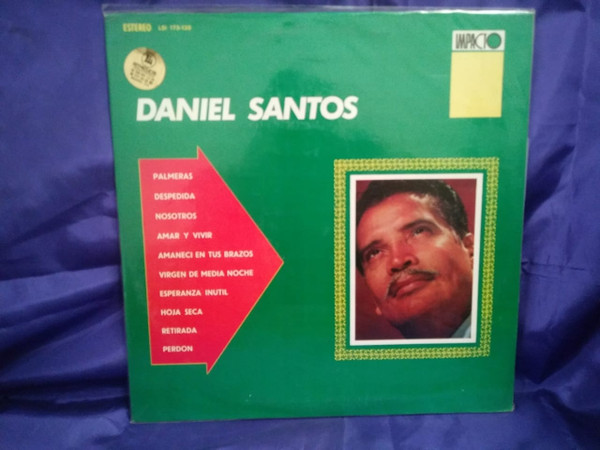 ESTEREO
IMPACTO
DANIEL SANTOS
PALMERAS
DESPEDIDA
NOSOTROS
AMAR Y VIVIR
AMANECI EN TUS BRAZOS
VIRGEN DE MEDIA NOCHE
ESPERANZA INUTIL
HOJA SECA
RETIRADA
PERDON